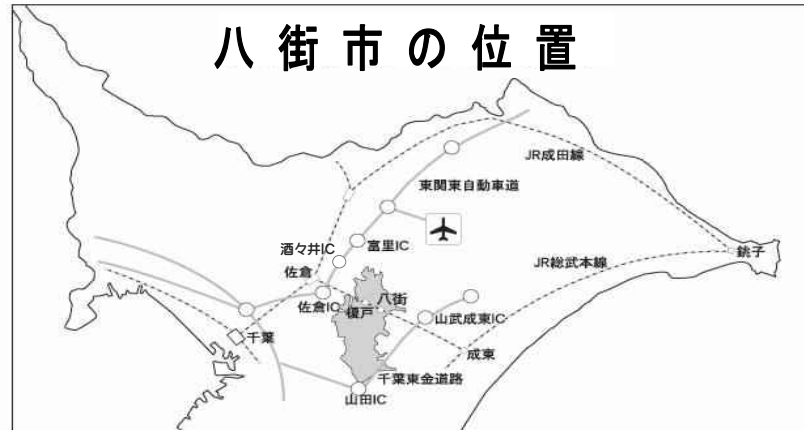 八街市の位置
JR成田線
東関東自動車道
酒々井IC
富里IC
銚子
佐倉
JR総武本線
八街
佐倉IC
榎戸
山武成東IC
千葉
成東
千葉東金道路
山田IC